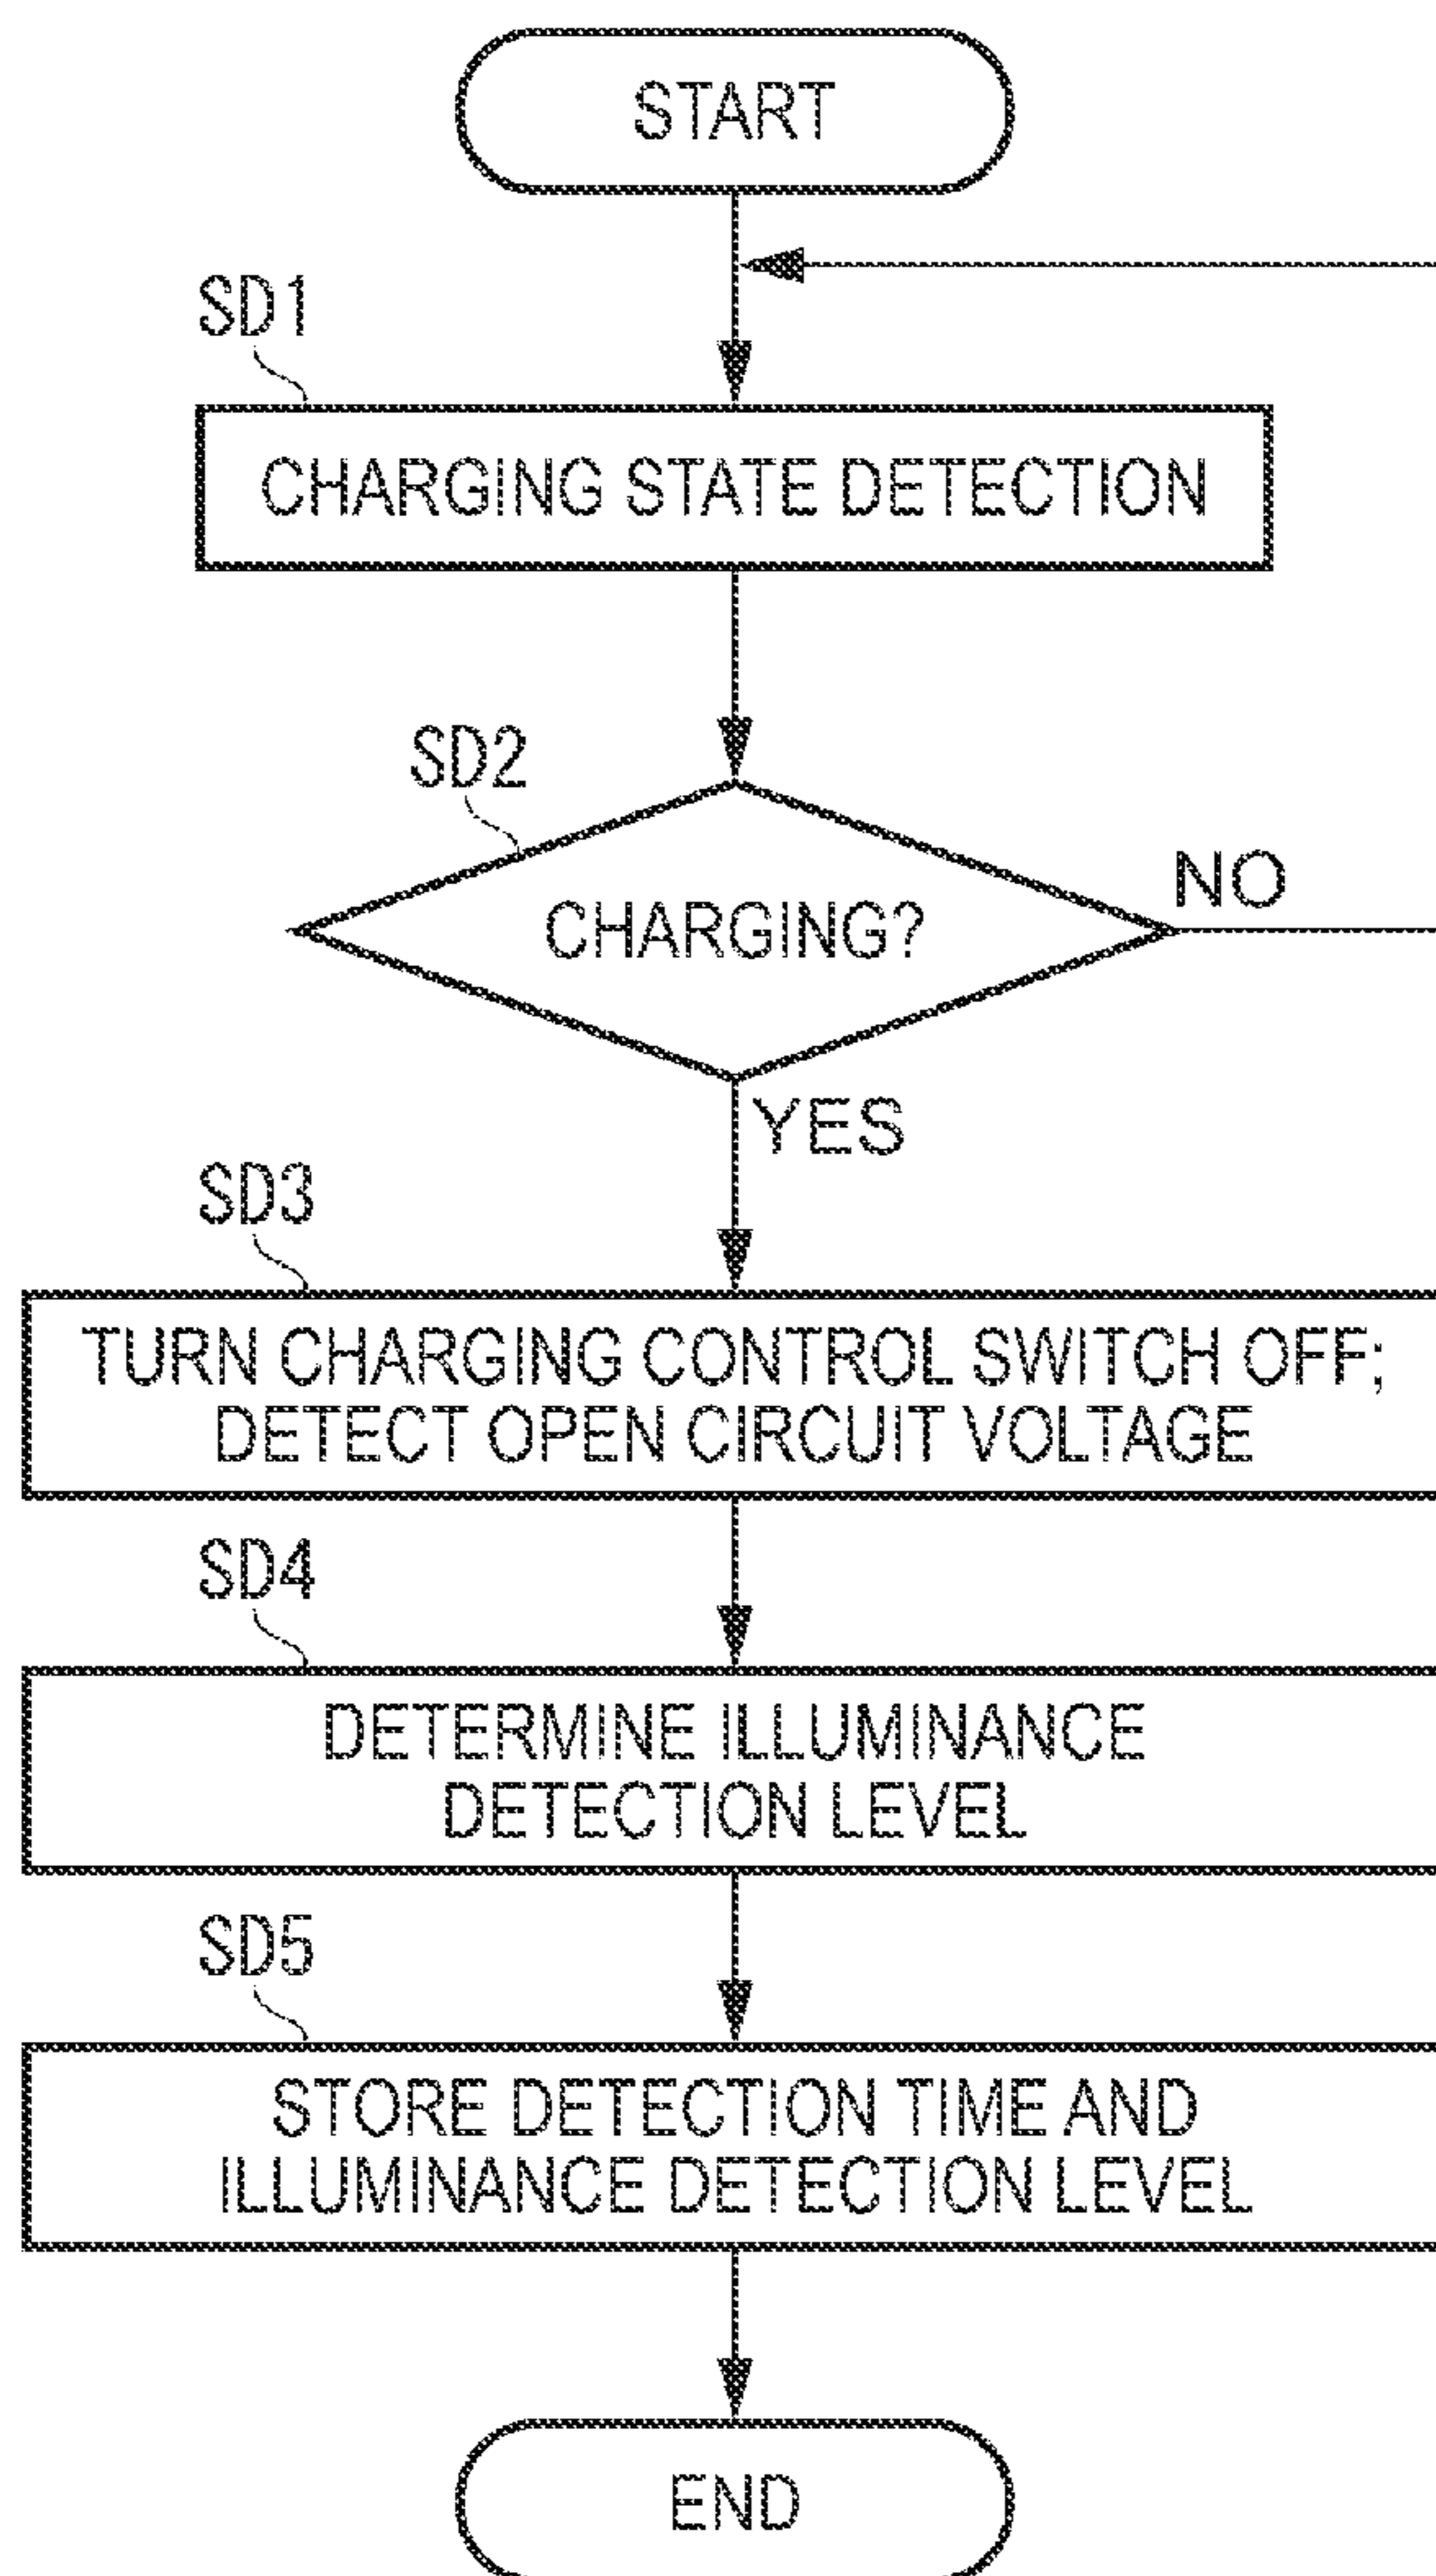 START
SD1
CHARGING STATE DETECTION
SD2
CHARGING?
NO
YES
SD3
TURN CHARGING CONTROL SWITCH OFF;
DETECT OPEN CIRCUIT VOLTAGE
SD4
DETERMINE ILLUMINANCE
DETECTION LEVEL
SD5
STORE DETECTION TIME AND
ILLUMINANCE DETECTION LEVEL
END